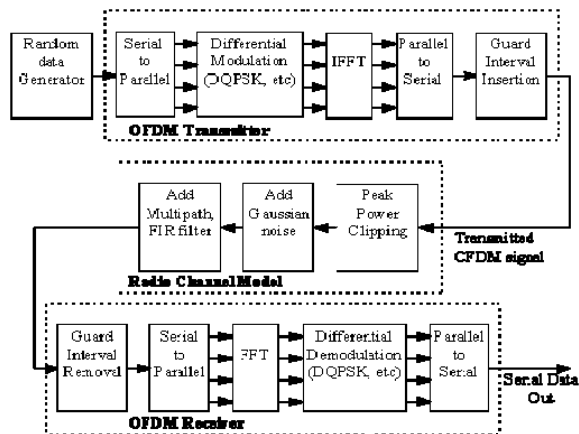 Random
data
Generator
Serial
to
Parallel
Differential
Modulation
(DQPSK, etc)
IFFT
Parallel
to
Serial
Guard
Interval
Insertion
OFDM Transmitter
Add
Multipath,
FIR filter
Add
Gaussian
noise
Peak
Power
Clipping
Transmitted
OFDM signal
Radio Channel Model
Guard
Interval
Removal
Serial
to
Parallel
FFT
Differential
Demodulation
(DQPSK, etc)
Parallel
to
Serial
Serial Data
Out
OFDM Receiver